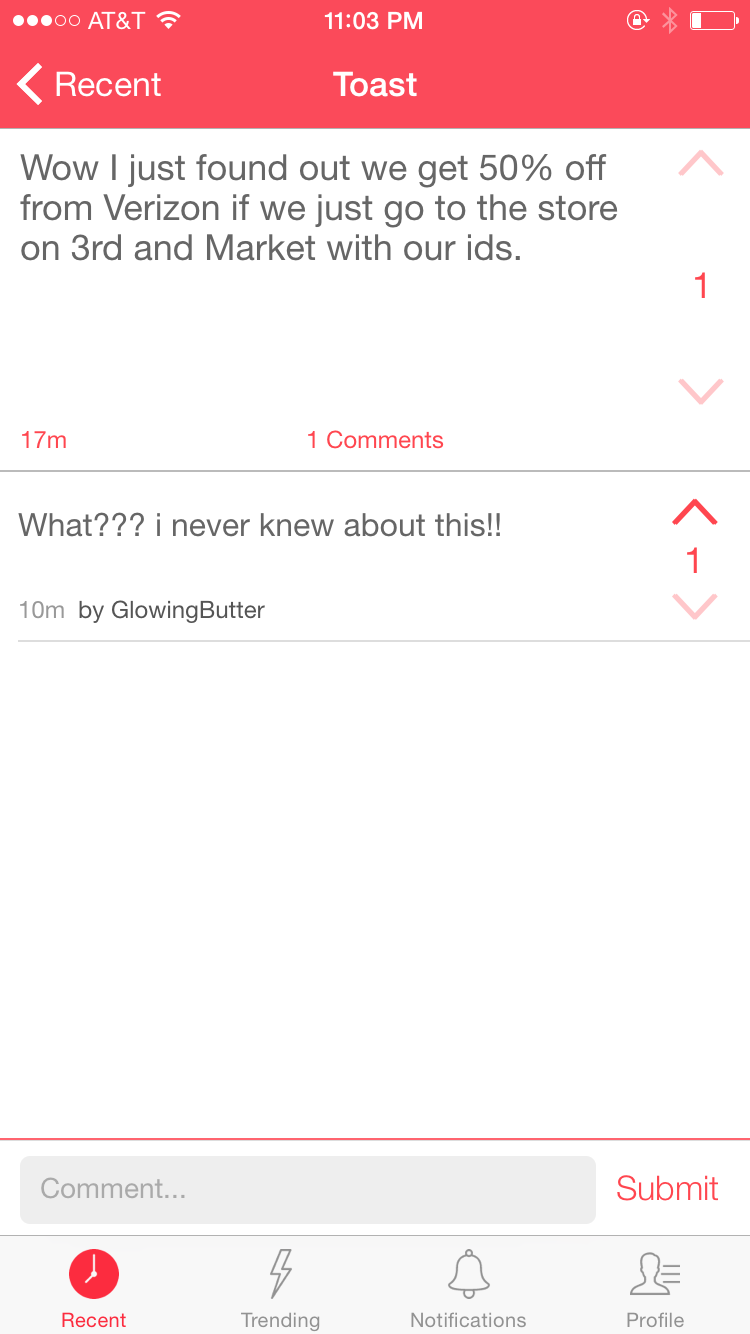 AT&T 11:03 PM
Recent Toast
Wow I just found out we get 50% off
from Verizon if we just go to the store
on 3rd and Market with our ids.
1
17m 1 Comments
What??? i never knew about this!!
1
10m by GlowingButter
Comment... Submit
Recent Trending Notifications Profile